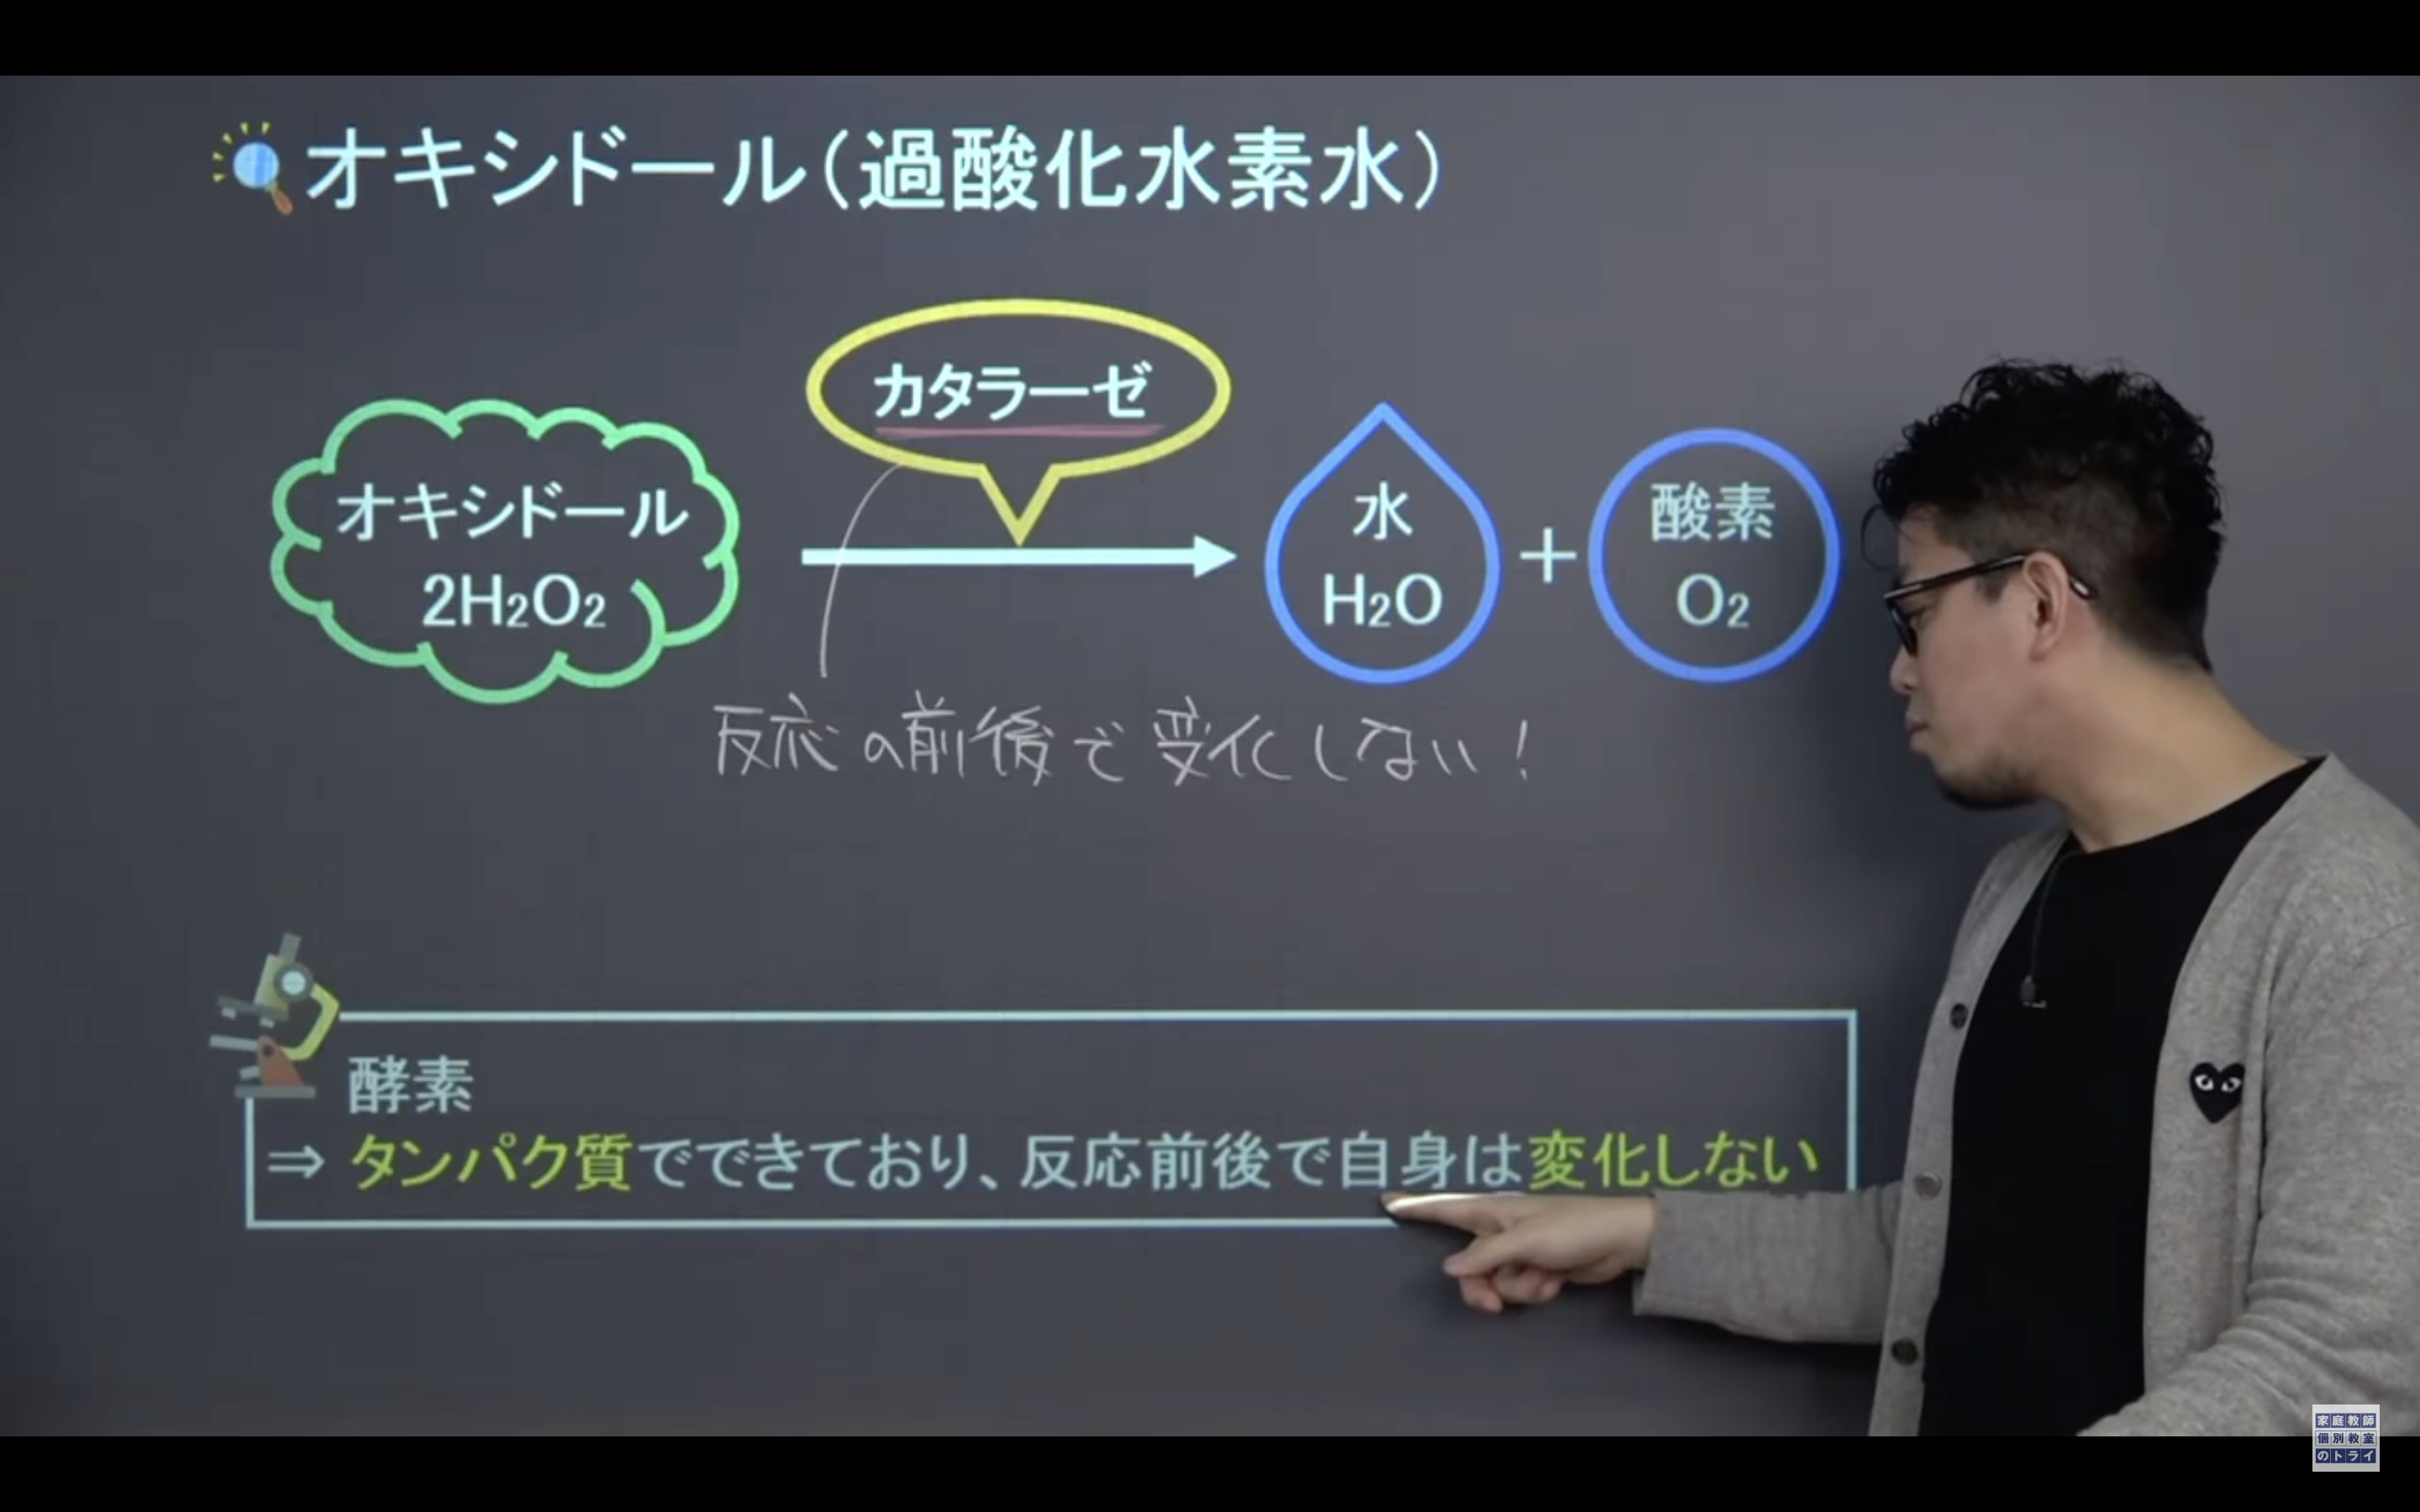 オキシドール（過酸化水素水）
カタラーゼ
オキシドール
2H2O2
水
H2O
+
酸素
O2
反応の前後で変化しない！
酵素
⇒ タンパク質でできており、反応前後で自身は変化しない
家庭教師
個別教室
のトライ